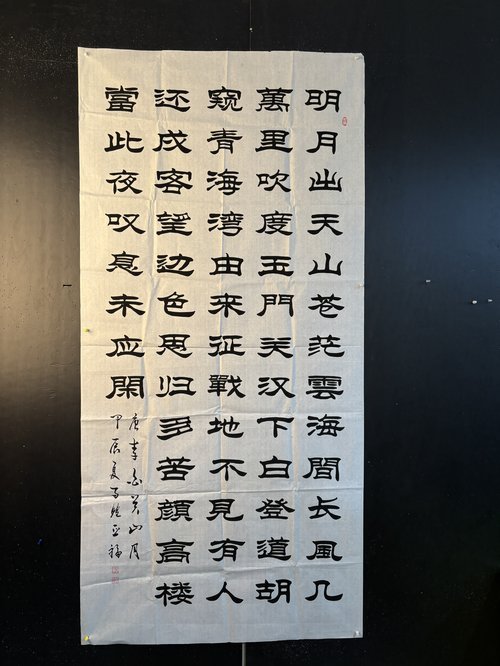 明月出天山苍茫雲海間长風几
萬里吹度玉門关汉下白登道胡
窺青海湾由来征戰地不見有人
还戍客望边色思归多苦顔高楼
當此夜叹息未应閑
唐李白关山月
甲辰夏